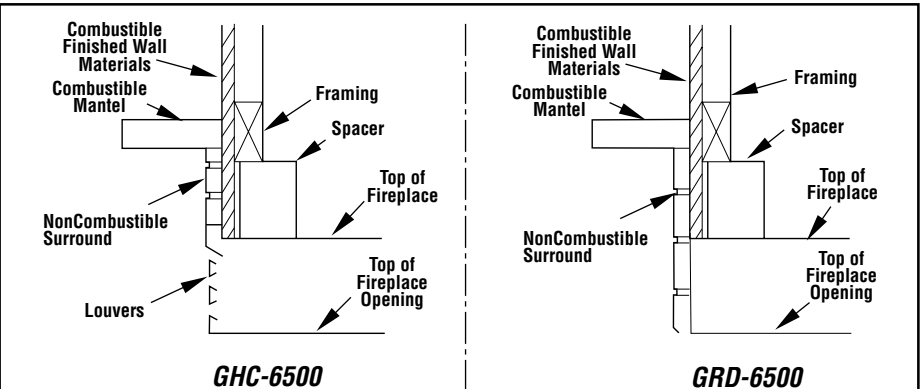 Combustible
Finished Wall
Materials
Combustible
Mantel
Framing
Spacer
Top of
Fireplace
NonCombustible
Surround
Top of
Fireplace
Opening
Louvers
GHC-6500
Combustible
Finished Wall
Materials
Combustible
Mantel
Framing
Spacer
Top of
Fireplace
NonCombustible
Surround
Top of
Fireplace
Opening
GRD-6500